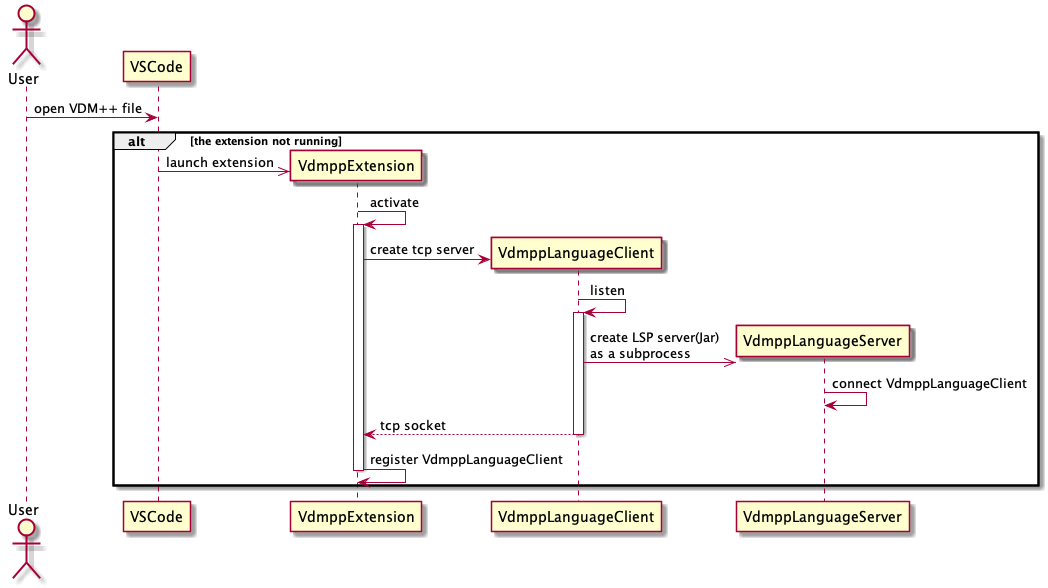 User
VSCode
open VDM++ file
alt
[the extension not running]
launch extension
VdmppExtension
activate
create tcp server
VdmppLanguageClient
listen
create LSP server(Jar)
as a subprocess
VdmppLanguageServer
connect VdmppLanguageClient
tcp socket
register VdmppLanguageClient
User
VSCode
VdmppExtension
VdmppLanguageClient
VdmppLanguageServer